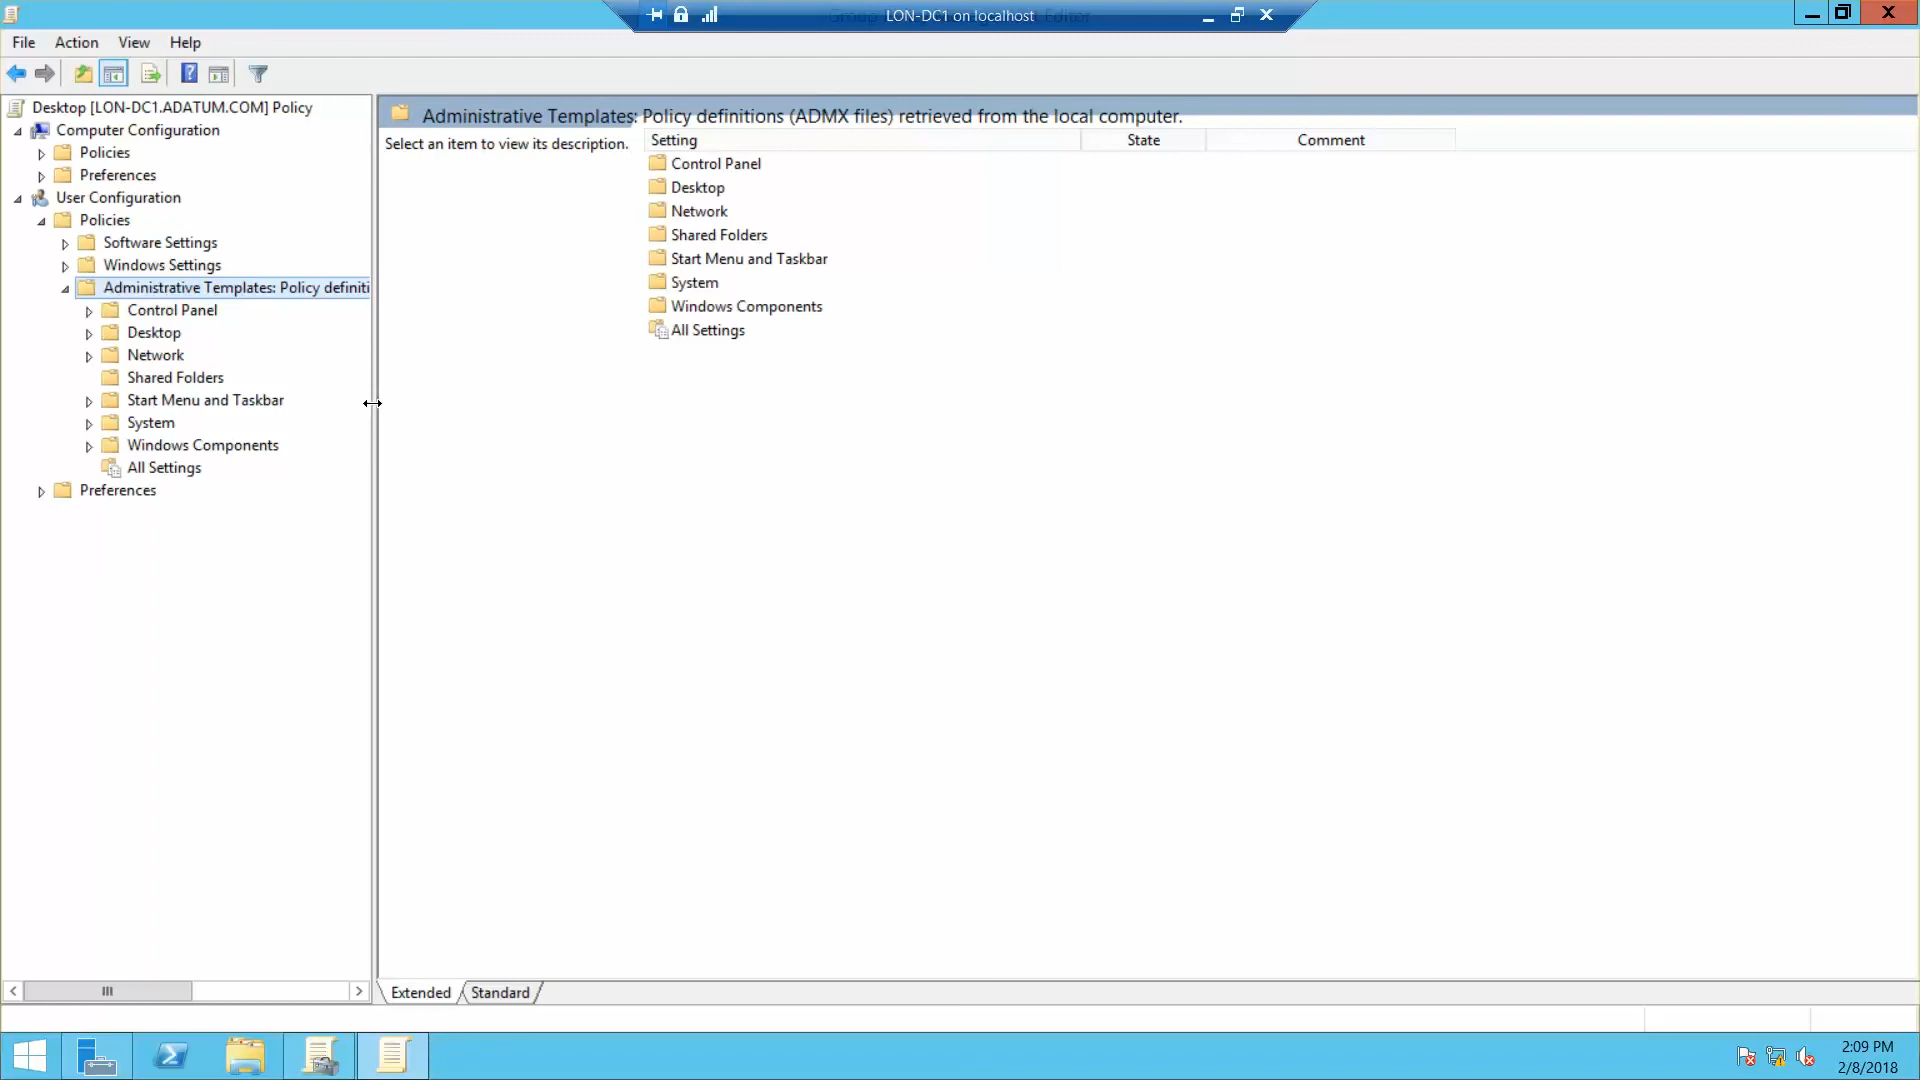 LON-DC1 on localhost
File Action View Help
Desktop [LON-DC1.ADATUM.COM] Policy
Computer Configuration
Policies
Preferences
User Configuration
Policies
Software Settings
Windows Settings
Administrative Templates: Policy definiti
Control Panel
Desktop
Network
Shared Folders
Start Menu and Taskbar
System
Windows Components
All Settings
Preferences
Administrative Templates: Policy definitions (ADMX files) retrieved from the local computer.
Select an item to view its description.
Setting State Comment
Control Panel
Desktop
Network
Shared Folders
Start Menu and Taskbar
System
Windows Components
All Settings
Extended Standard
2:09 PM
2/8/2018